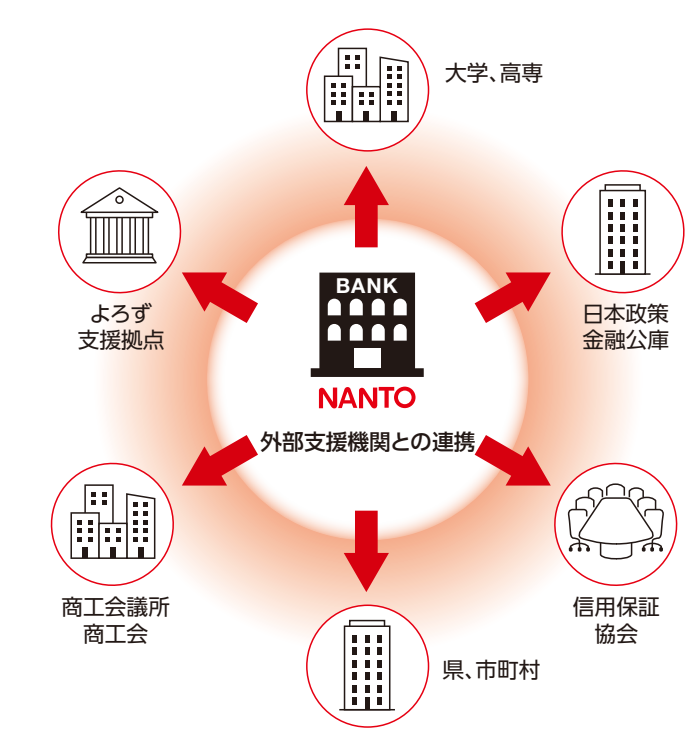 大学、高専
よろず
支援拠点
BANK
NANTO
外部支援機関との連携
日本政策
金融公庫
商工会議所
商工会
信用保証
協会
県、市町村